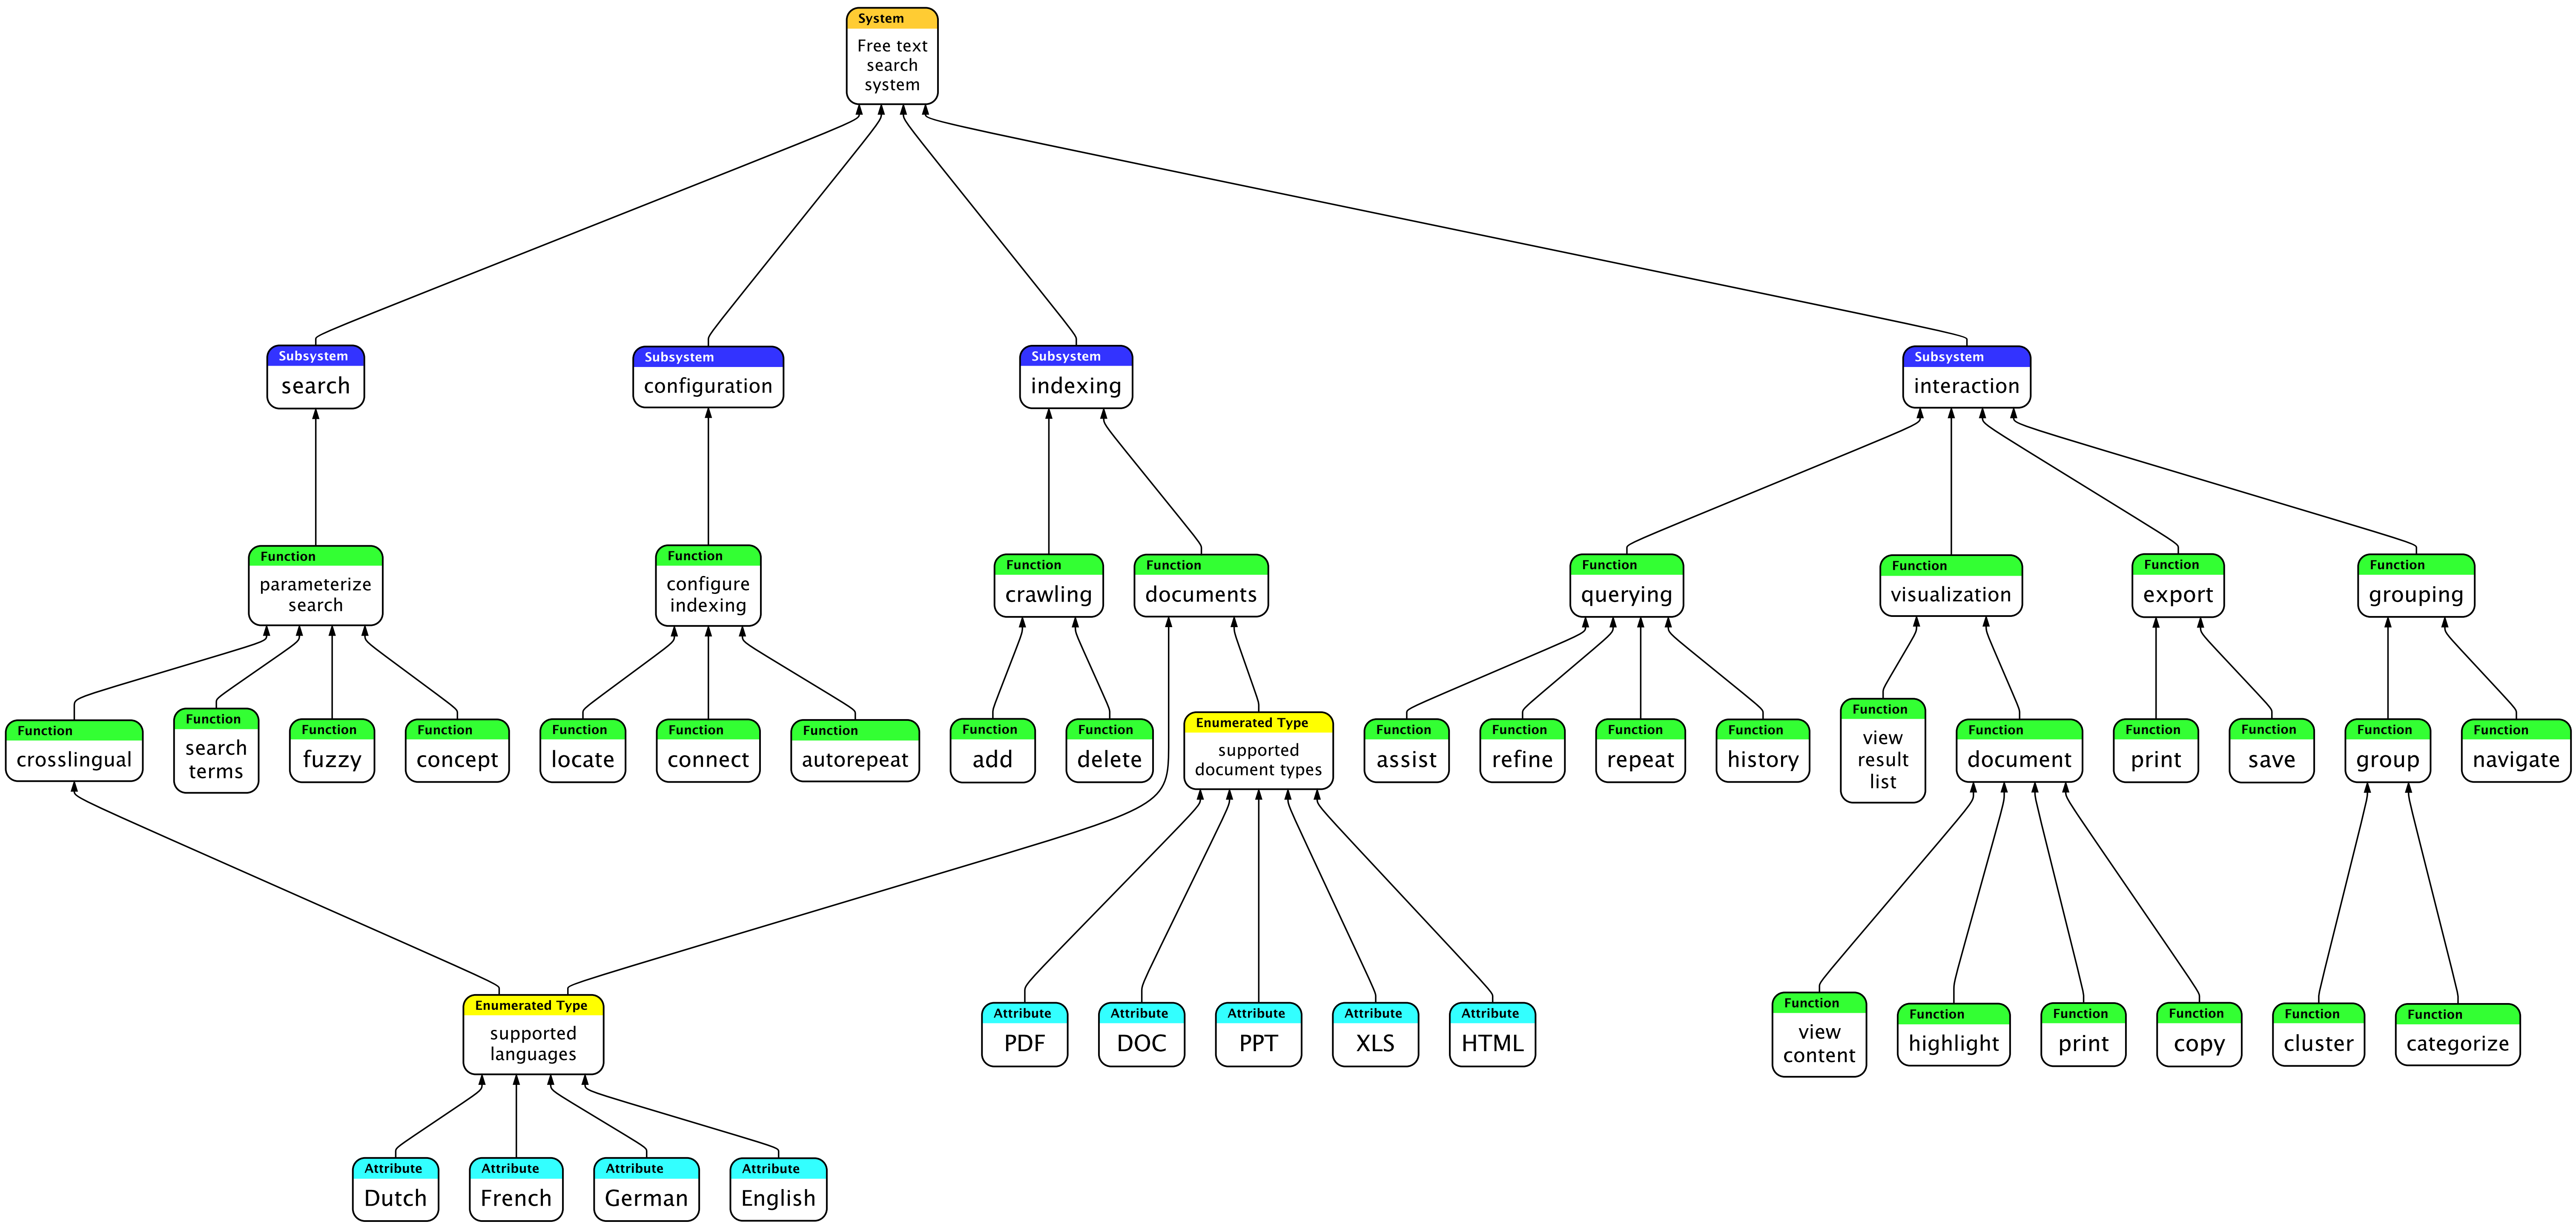 System
Free text
search
system
Subsystem
search
Subsystem
configuration
Subsystem
indexing
Subsystem
interaction
Function
parameterize
search
Function
configure
indexing
Function
crawling
Function
documents
Function
querying
Function
visualization
Function
export
Function
grouping
Function
crosslingual
Function
search
terms
Function
fuzzy
Function
concept
Function
locate
Function
connect
Function
autorepeat
Function
add
Function
delete
Enumerated Type
supported
document types
Function
assist
Function
refine
Function
repeat
Function
history
Function
view
result
list
Function
document
Function
print
Function
save
Function
group
Function
navigate
Enumerated Type
supported
languages
Attribute
PDF
Attribute
DOC
Attribute
PPT
Attribute
XLS
Attribute
HTML
Function
view
content
Function
highlight
Function
print
Function
copy
Function
cluster
Function
categorize
Attribute
Dutch
Attribute
French
Attribute
German
Attribute
English